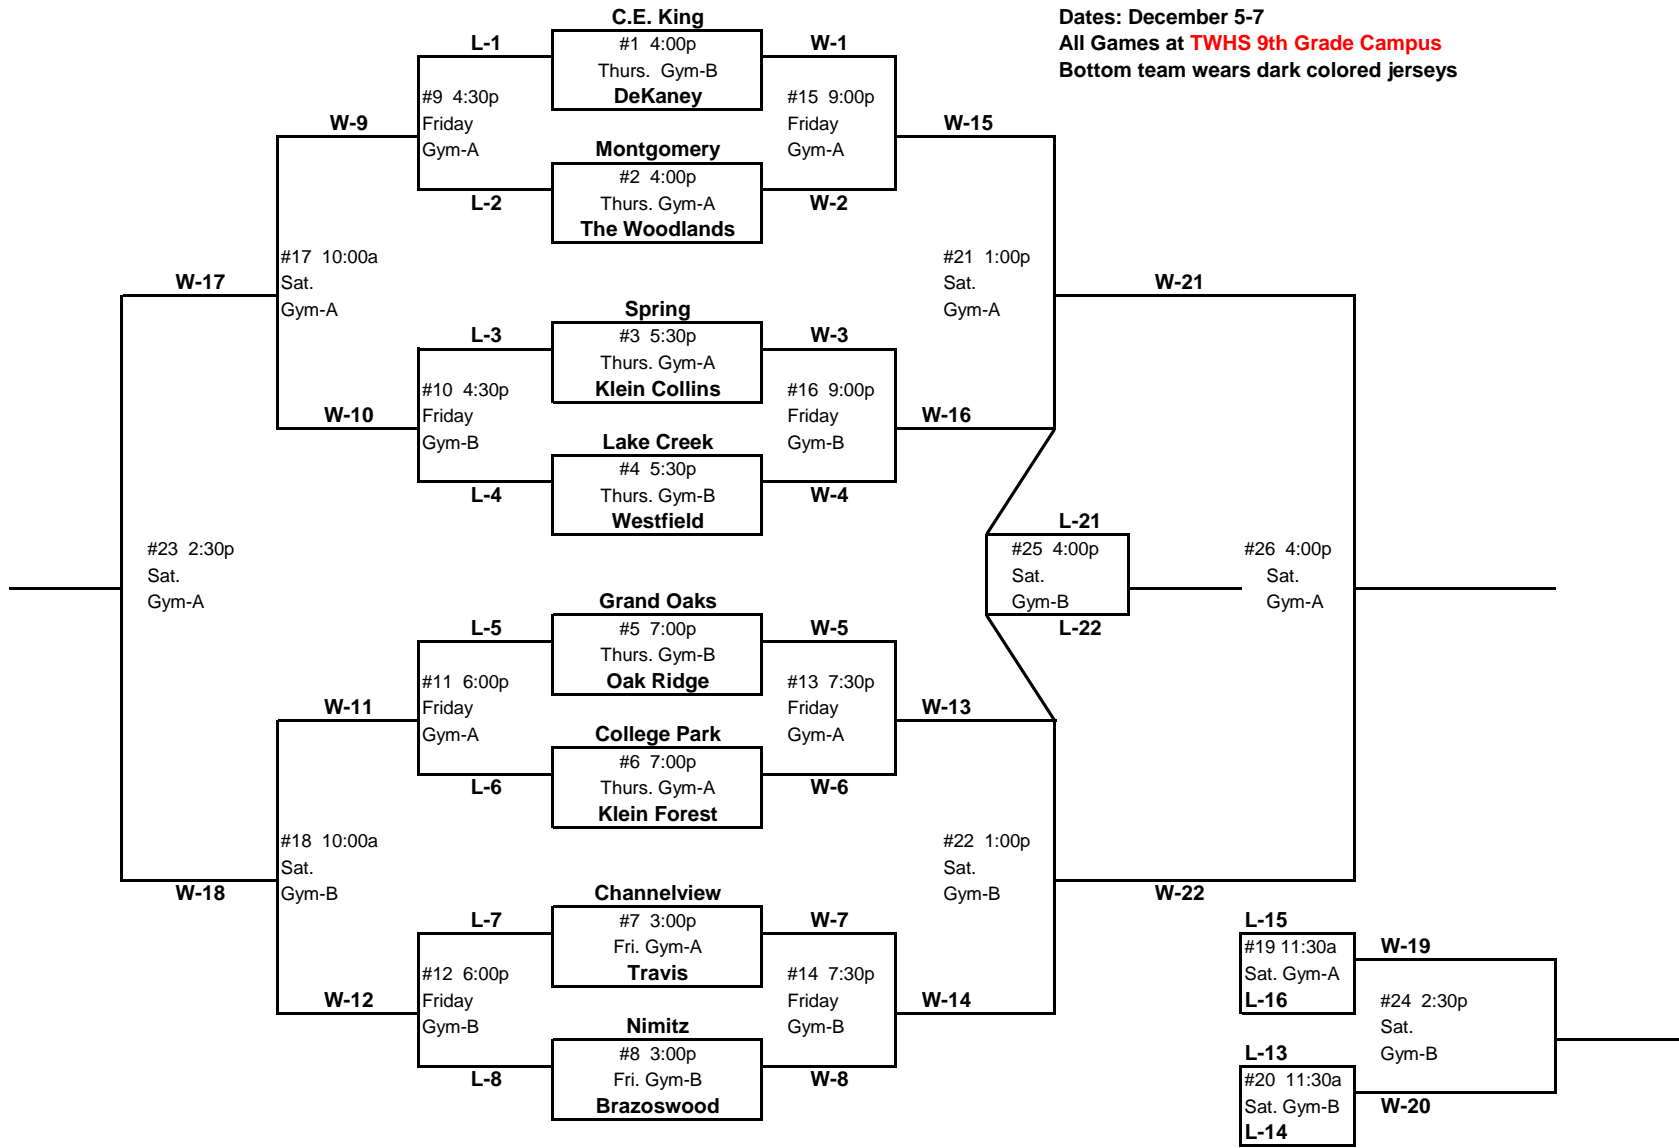 C.E. King
Dates: December 5-7
L-1
#1 4:00p
W-1
All Games at TWHS 9th Grade Campus
Thurs. Gym-B
Bottom team wears dark colored jerseys
#9 4:30p
DeKaney
#15 9:00p
W-9
Friday
Friday
W-15
Gym-A
Montgomery
Gym-A
#2 4:00p
L-2
Thurs. Gym-A
W-2
The Woodlands
#17 10:00a
#21 1:00p
W-17
Sat.
Sat.
W-21
Gym-A
Spring
Gym-A
L-3
#3 5:30p
W-3
Thurs. Gym-A
#10 4:30p
Klein Collins
#16 9:00p
W-10
Friday
Friday
W-16
Gym-B
Lake Creek
Gym-B
#4 5:30p
L-4
Thurs. Gym-B
W-4
Westfield
L-21
#23 2:30p
#25 4:00p
#26 4:00p
Sat.
Sat.
Sat.
Gym-A
Grand Oaks
Gym-B
Gym-A
L-5
#5 7:00p
W-5
L-22
Thurs. Gym-B
#11 6:00p
Oak Ridge
#13 7:30p
W-11
Friday
Friday
W-13
Gym-A
College Park
Gym-A
#6 7:00p
L-6
Thurs. Gym-A
W-6
Klein Forest
#18 10:00a
#22 1:00p
Sat.
Sat.
W-18
Gym-B
Channelview
Gym-B
W-22
L-7
#7 3:00p
W-7
L-15
Fri. Gym-A
#19 11:30a
W-19
#12 6:00p
Travis
#14 7:30p
Sat. Gym-A
W-12
Friday
Friday
W-14
L-16
#24 2:30p
Gym-B
Nimitz
Gym-B
Sat.
#8 3:00p
L-13
Gym-B
L-8
Fri. Gym-B
W-8
#20 11:30a
Brazoswood
Sat. Gym-B
W-20
L-14